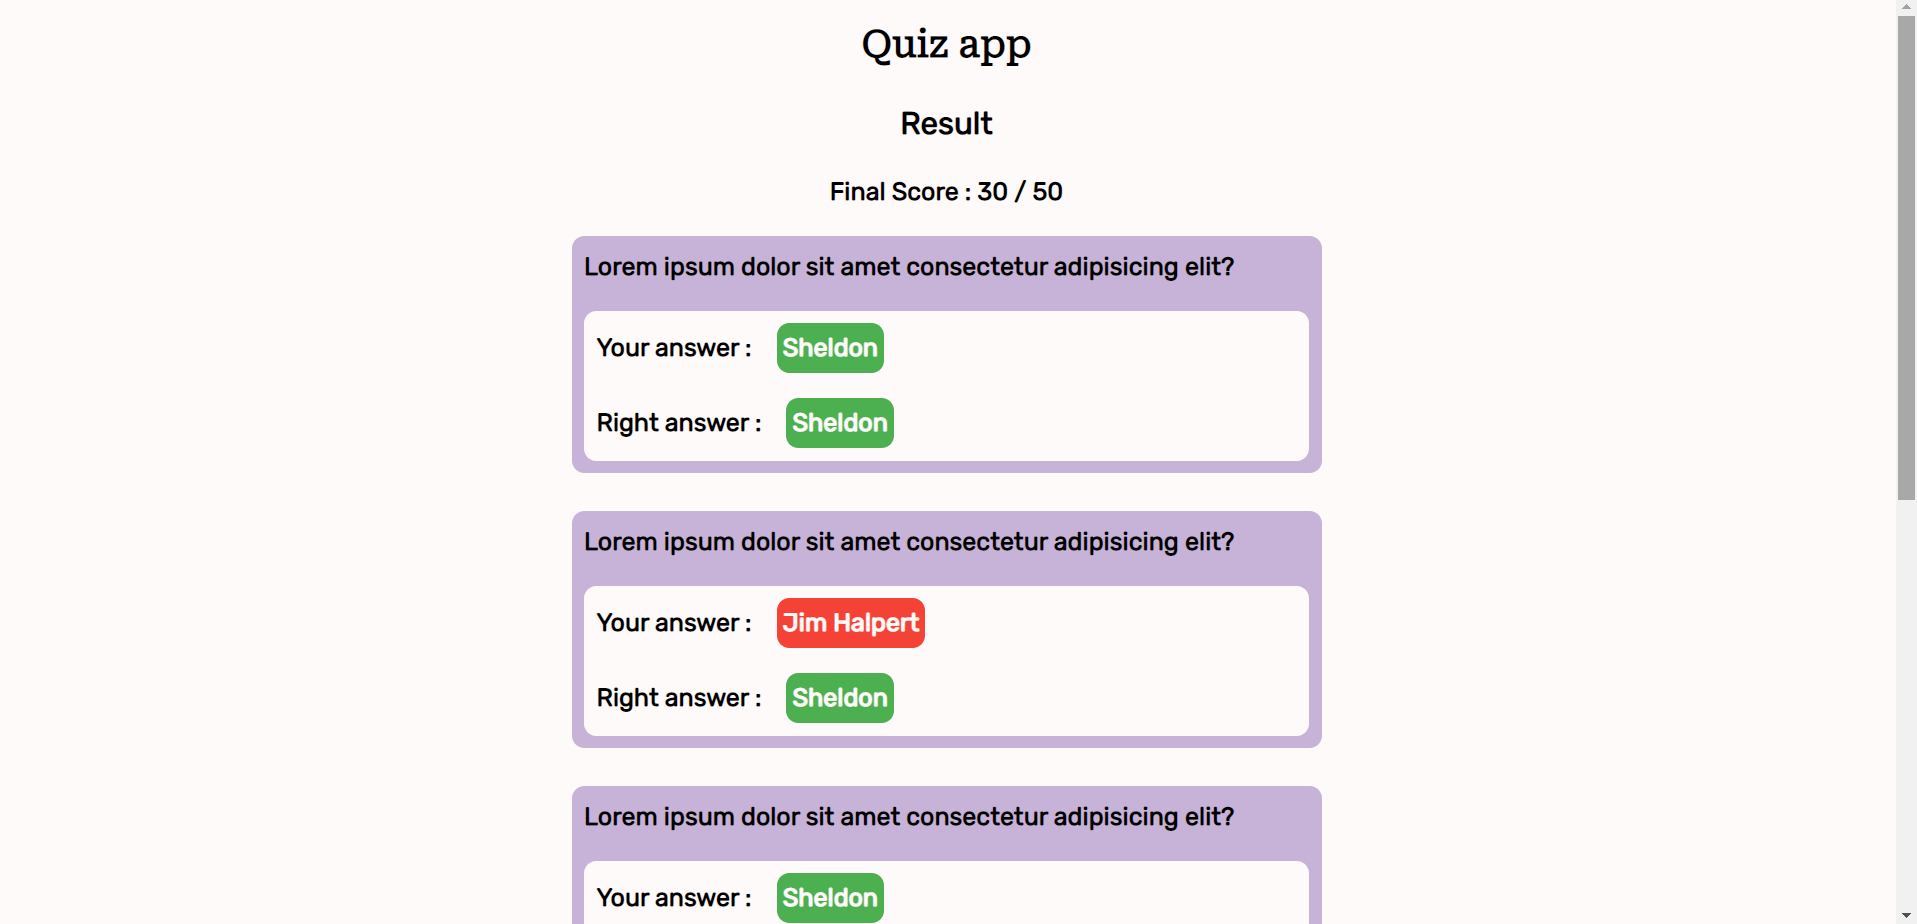 Quiz app
Result
Final Score : 30 / 50
Lorem ipsum dolor sit amet consectetur adipisicing elit?
Your answer : Sheldon
Right answer : Sheldon
Lorem ipsum dolor sit amet consectetur adipisicing elit?
Your answer : Jim Halpert
Right answer : Sheldon
Lorem ipsum dolor sit amet consectetur adipisicing elit?
Your answer : Sheldon